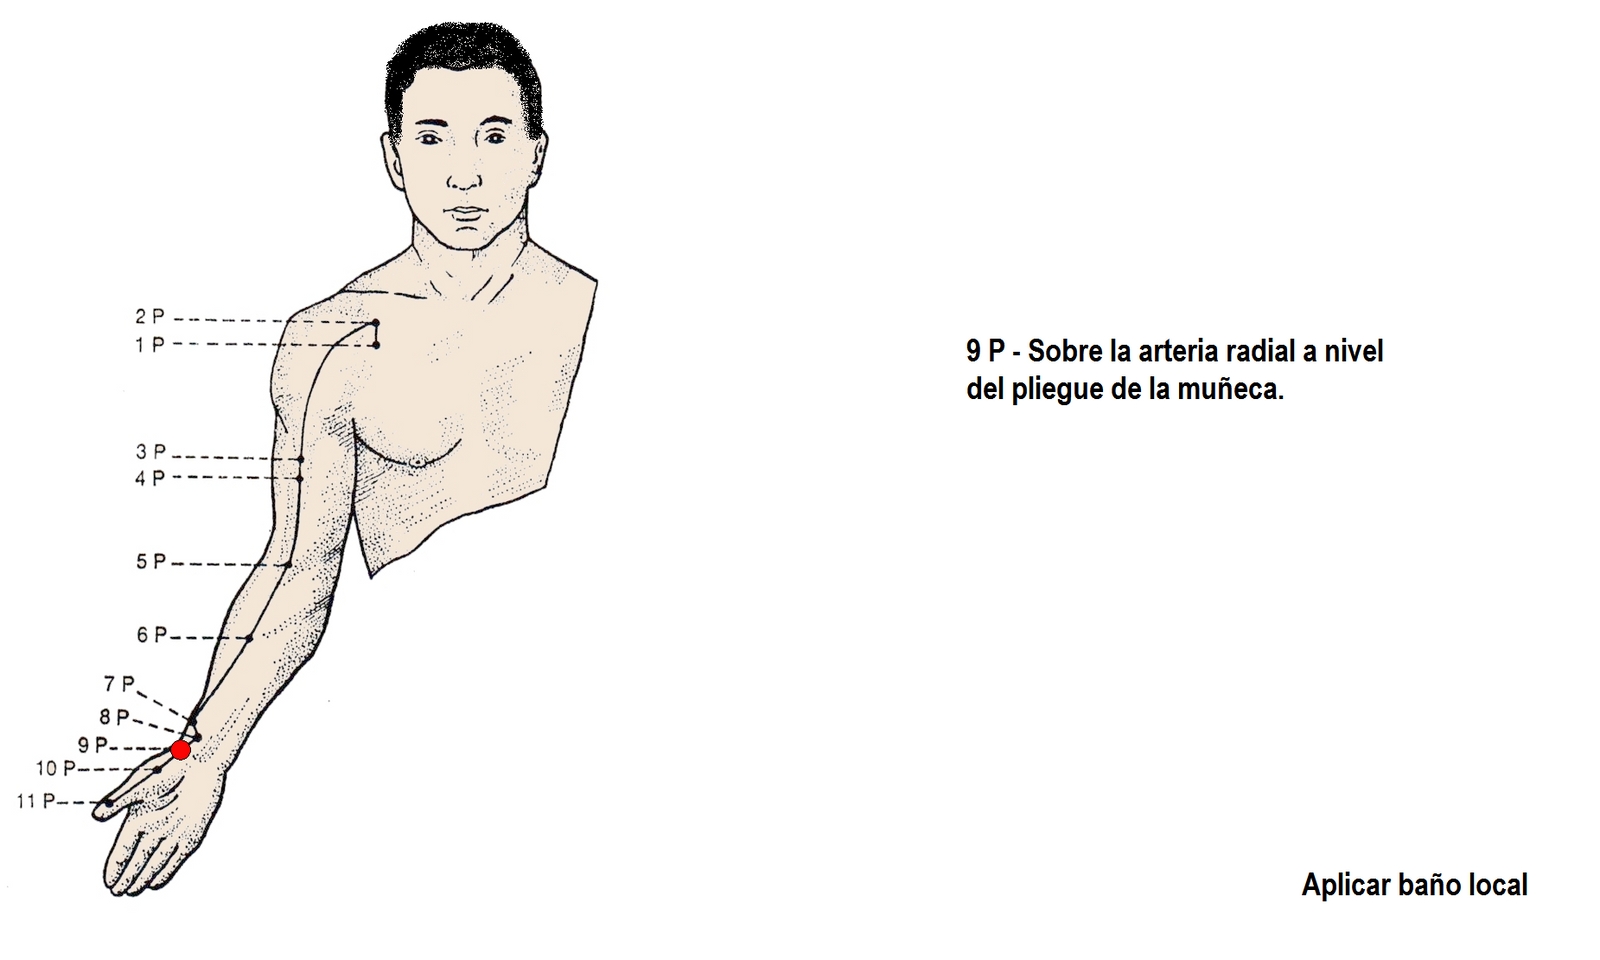 2 P
1 P
3 P
4 P
5 P
6 P
7 P
8 P
9 P
10 P
11 P
9 P - Sobre la arteria radial a nivel
del pliegue de la muñeca.
Aplicar baño local